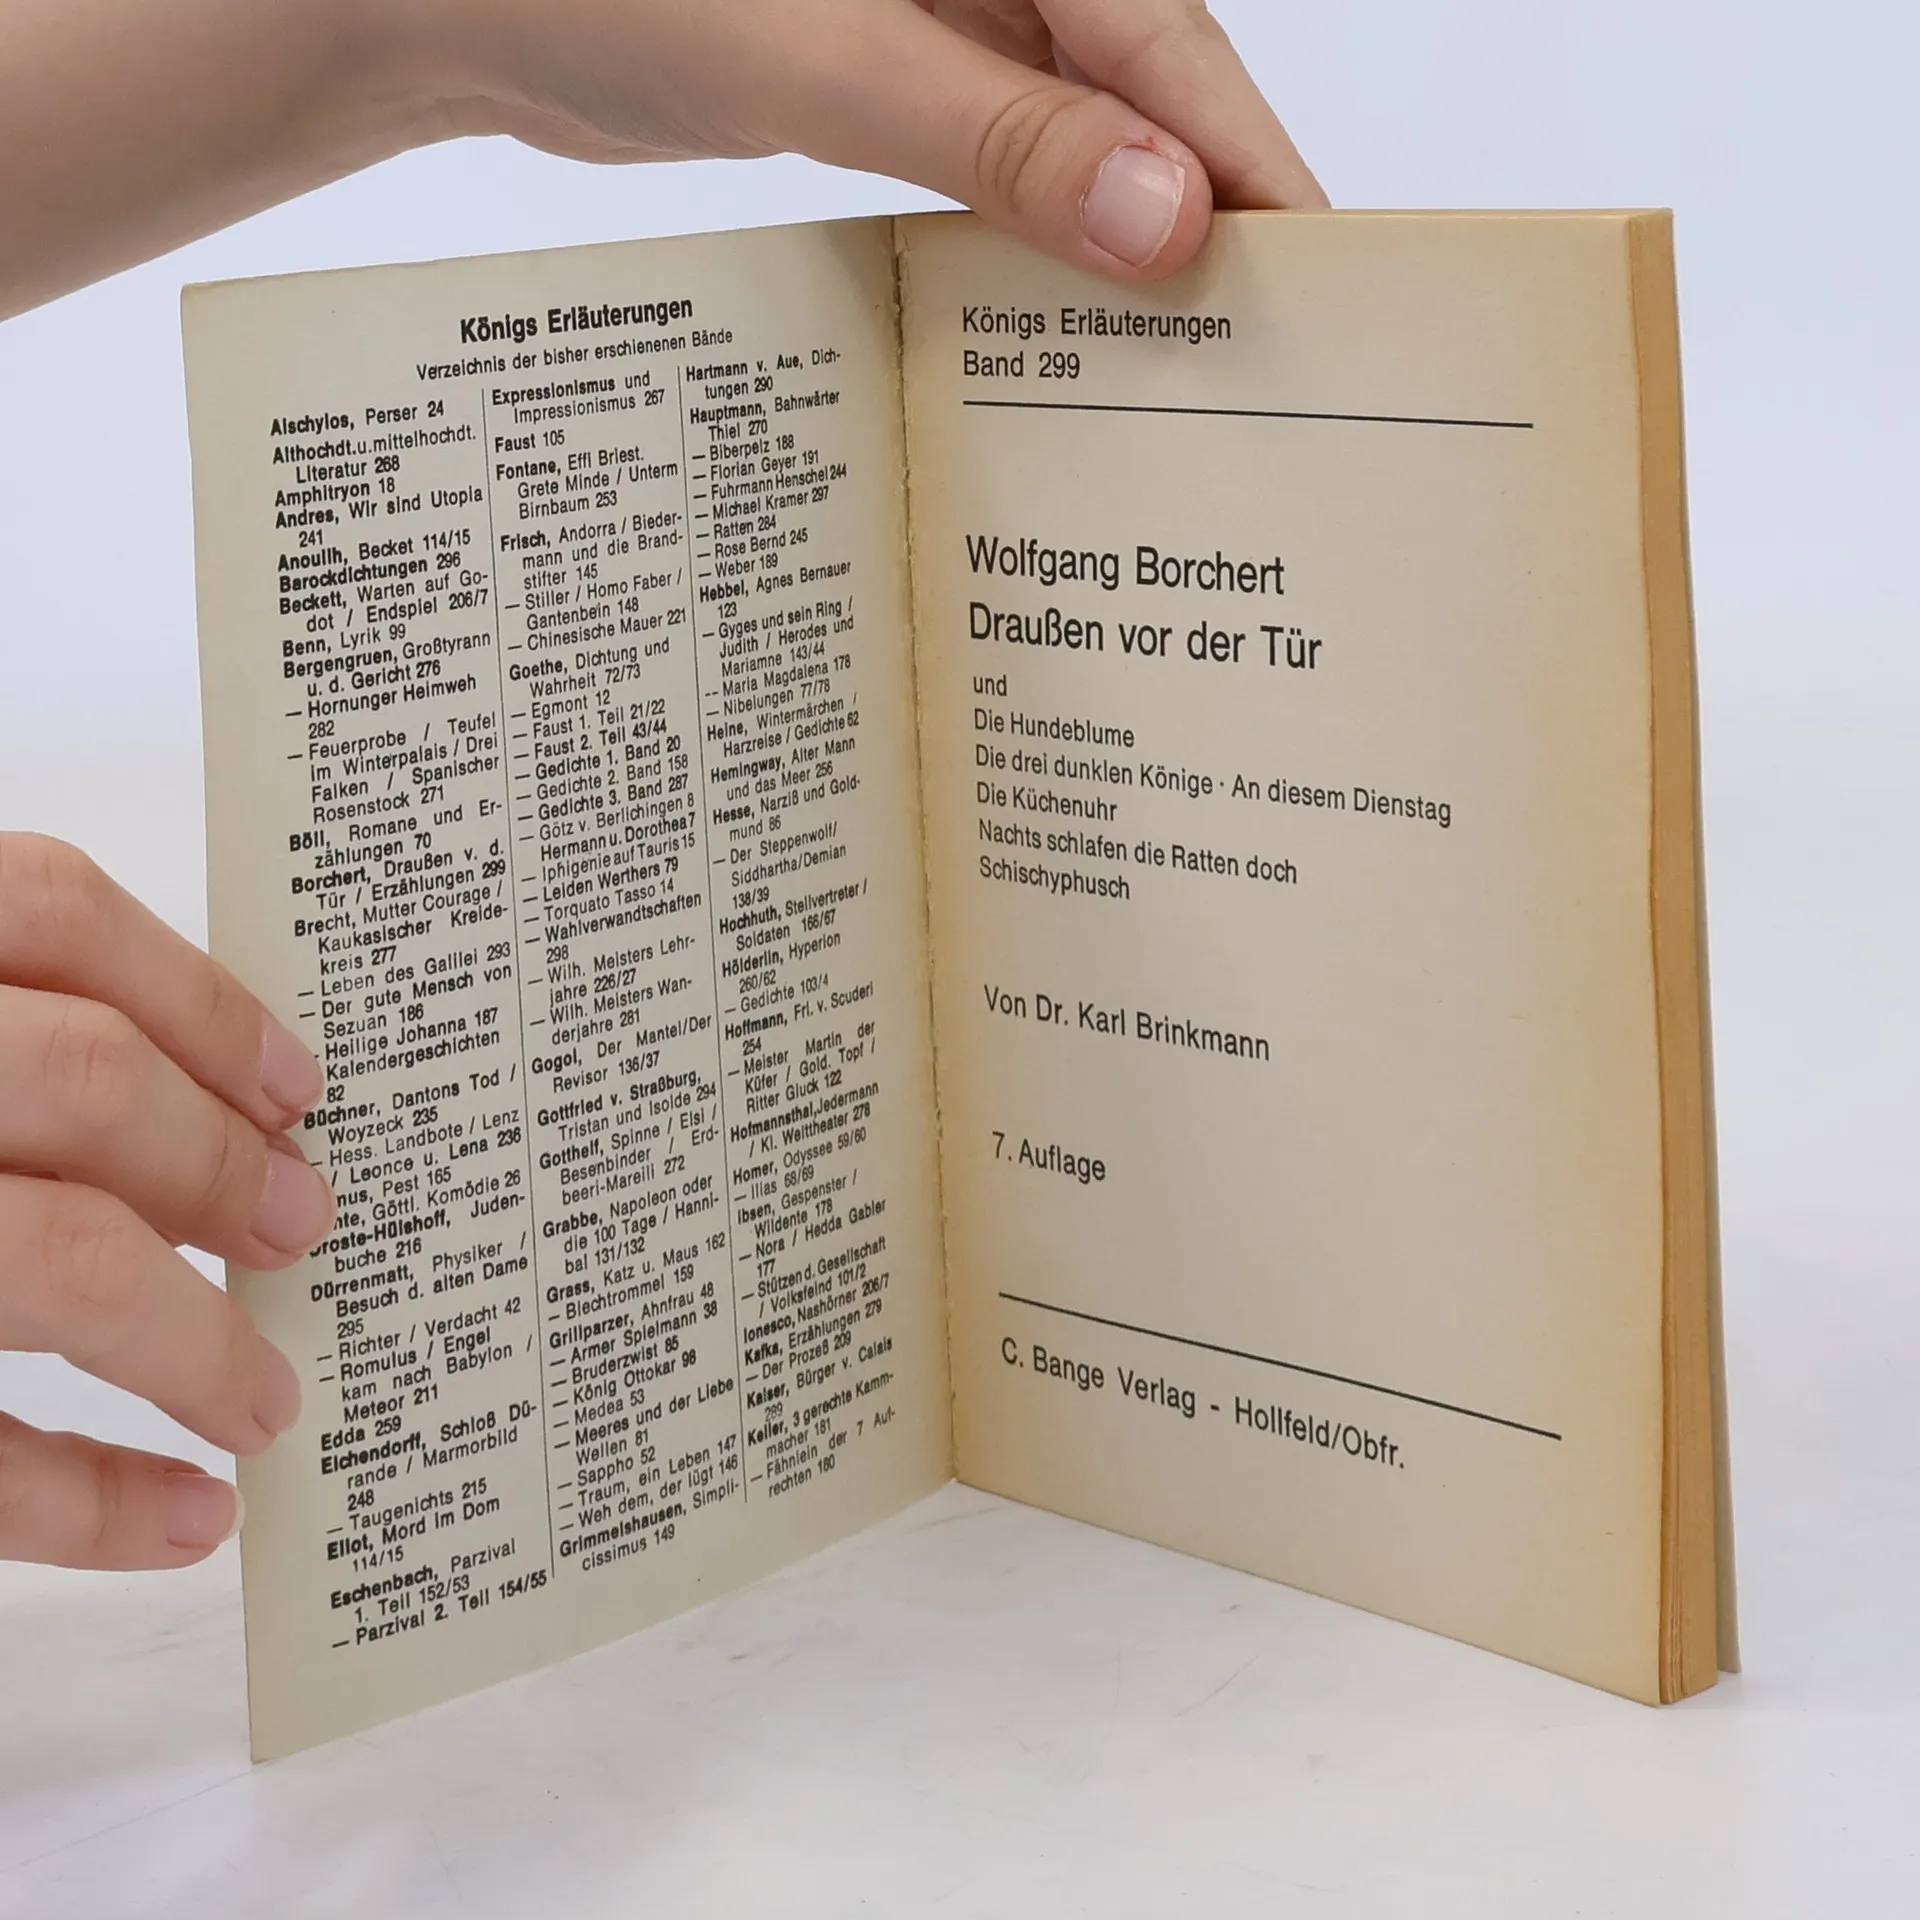 Königs Erläuterungen
Verzeichnis der bisher erschienenen Bände
Aischylos, Perser 24
Althochdt.u.mittelhochdt.
Literatur 268
Amphitryon 18
Andres, Wir sind Utopia
241
Anouilh, Becket 114/15
Barockdichtungen 296
Beckett, Warten auf Go-
dot / Endspiel 206/7
Benn, Lyrik 99
Bergengruen, Großtyrann
u. d. Gericht 276
— Hornunger Heimweh
282
— Feuerprobe / Teufel
im Winterpalais / Drei
Falken / Spanischer
Rosenstock 271
Böll, Romane und Er-
zählungen 70
Borchert, Draußen v. d.
Tür / Erzählungen 299
Brecht, Mutter Courage /
Kaukasischer Kreide-
kreis 277
— Leben des Galilei 293
— Der gute Mensch von
Sezuan 186
- Heilige Johanna 187
Kalendergeschichten
82
Büchner, Dantons Tod /
Woyzeck 235
— Hess. Landbote / Lenz
/ Leonce u. Lena 236
mus, Pest 165
nte, Göttl. Komödie 26
Droste-Hülshoff, Juden-
buche 216
Dürrenmatt, Physiker /
Besuch d. alten Dame
295
— Richter / Verdacht 42
— Romulus / Engel
kam nach Babylon /
Meteor 211
Edda 259
Eichendorff, Schloß Dü-
rande / Marmorbild
248
— Taugenichts 215
Eliot, Mord im Dom
114/15
Eschenbach, Parzival
1. Teil 152/53
— Parzival 2. Teil 154/55
Expressionismus und
Impressionismus 267
Faust 105
Fontane, Effi Briest.
Grete Minde / Unterm
Birnbaum 253
Frisch, Andorra / Bieder-
mann und die Brand-
stifter 145
— Stiller / Homo Faber /
Gantenbein 148
— Chinesische Mauer 221
Goethe, Dichtung und
Wahrheit 72/73
— Egmont 12
— Faust 1. Teil 21/22
— Faust 2. Teil 43/44
— Gedichte 1. Band 20
— Gedichte 2. Band 158
— Gedichte 3. Band 287
— Götz v. Berlichingen 8
Hermann u. Dorothea 7
— Iphigenie auf Tauris 15
— Leiden Werthers 79
— Torquato Tasso 14
— Wahlverwandtschaften
298
— Wilh. Meisters Lehr-
jahre 226/27
— Wilh. Meisters Wan-
derjahre 281
Gogol, Der Mantel/Der
Revisor 136/37
Gottfried v. Straßburg,
Tristan und Isolde 294
Gotthelf, Spinne / Elsi /
Besenbinder / Erd-
beeri-Mareili 272
Grabbe, Napoleon oder
die 100 Tage / Hanni-
bal 131/132
Grass, Katz u. Maus 162
— Blechtrommel 159
Grillparzer, Ahnfrau 48
— Armer Spielmann 38
— Bruderzwist 85
— König Ottokar 98
— Medea 53
— Meeres und der Liebe
Wellen 81
— Sappho 52
— Traum, ein Leben 147
— Weh dem, der lügt 146
Grimmelshausen, Simpli-
cissimus 149
Hartmann v. Aue, Dich-
tungen 290
Hauptmann, Bahnwärter
Thiel 270
— Biberpelz 188
— Florian Geyer 191
— Fuhrmann Henschel 244
— Michael Kramer 297
— Ratten 284
— Rose Bernd 245
— Weber 189
Hebbel, Agnes Bernauer
123
— Gyges und sein Ring /
Judith / Herodes und
Mariamne 143/44
-- Maria Magdalena 178
— Nibelungen 77/78
Heine, Wintermärchen /
Harzreise / Gedichte 62
Hemingway, Alter Mann
und das Meer 256
Hesse, Narziß und Gold-
mund 86
— Der Steppenwolf/
Siddhartha/Demian
138/39
Hochhuth, Stellvertreter /
Soldaten 166/67
Hölderlin, Hyperion
260/62
— Gedichte 103/4
Hoffmann, Frl. v. Scuderi
254
— Meister Martin der
Küfer / Gold. Topf /
Ritter Gluck 122
Hofmannsthal, Jedermann
/ Kl. Welttheater 278
Homer, Odyssee 59/60
— Ilias 68/69
Ibsen, Gespenster /
Wildente 178
— Nora / Hedda Gabler
177
— Stützen d. Gesellschaft
/ Volksfeind 101/2
Ionesco, Nashörner 206/7
Kafka, Erzählungen 279
— Der Prozeß 209
Kaiser, Bürger v. Calais
289
Keller, 3 gerechte Kamm-
macher 181
— Fähnlein der 7 Auf-
rechten 180
Königs Erläuterungen
Band 299
Wolfgang Borchert
Draußen vor der Tür
und
Die Hundeblume
Die drei dunklen Könige · An diesem Dienstag
Die Küchenuhr
Nachts schlafen die Ratten doch
Schischyphusch
Von Dr. Karl Brinkmann
7. Auflage
C. Bange Verlag - Hollfeld/Obfr.